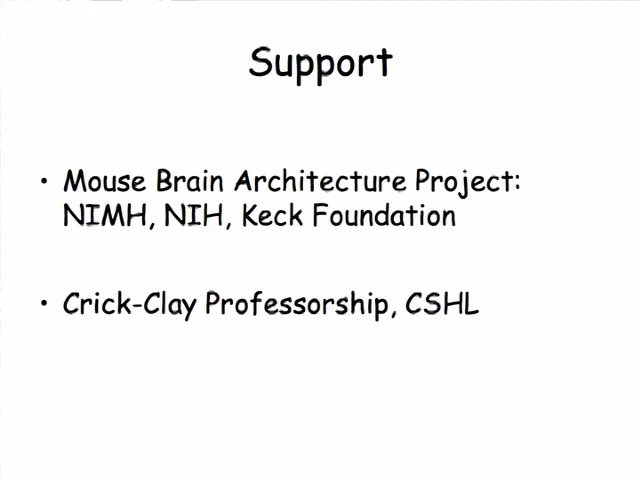 Support
• Mouse Brain Architecture Project:
NIMH, NIH, Keck Foundation
• Crick-Clay Professorship, CSHL